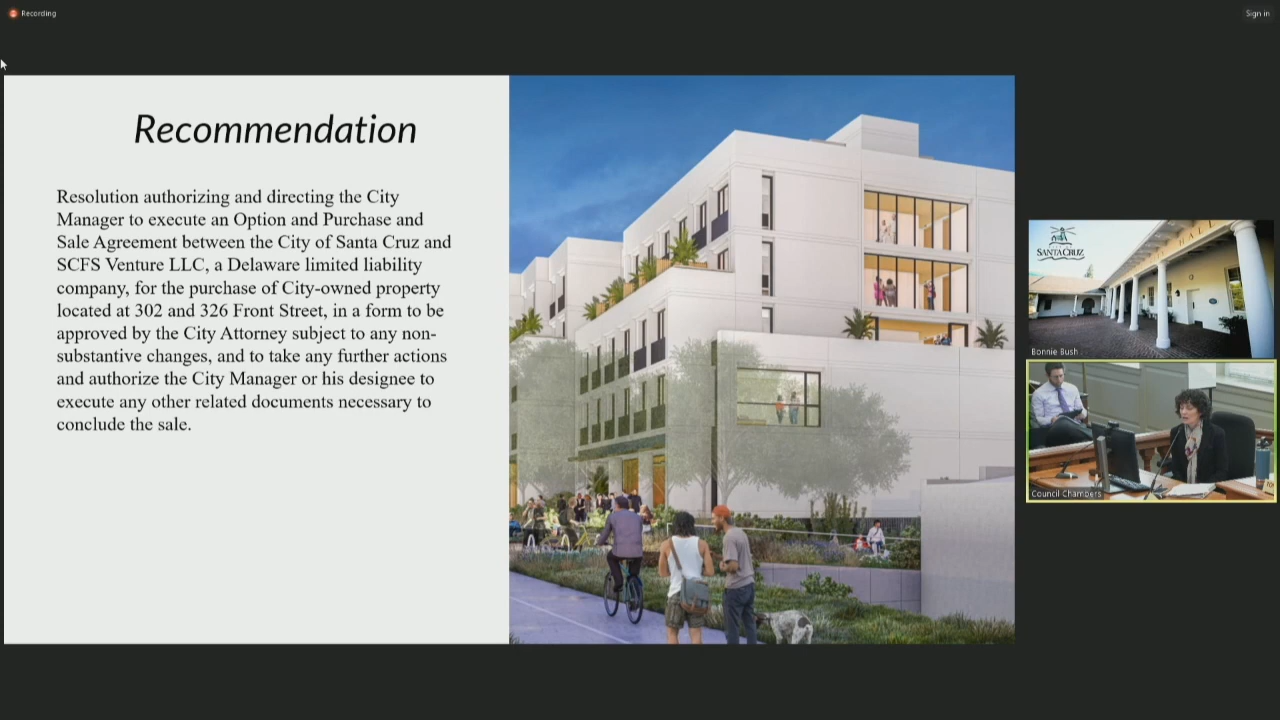 Recording
Sign in
Recommendation
Resolution authorizing and directing the City
Manager to execute an Option and Purchase and
Sale Agreement between the City of Santa Cruz and
SCFS Venture LLC, a Delaware limited liability
company, for the purchase of City-owned property
located at 302 and 326 Front Street, in a form to be
approved by the City Attorney subject to any non-
substantive changes, and to take any further actions
and authorize the City Manager or his designee to
execute any other related documents necessary to
conclude the sale.
SANTA CRUZ
HALL
Bonnie Bush
Council Chambers